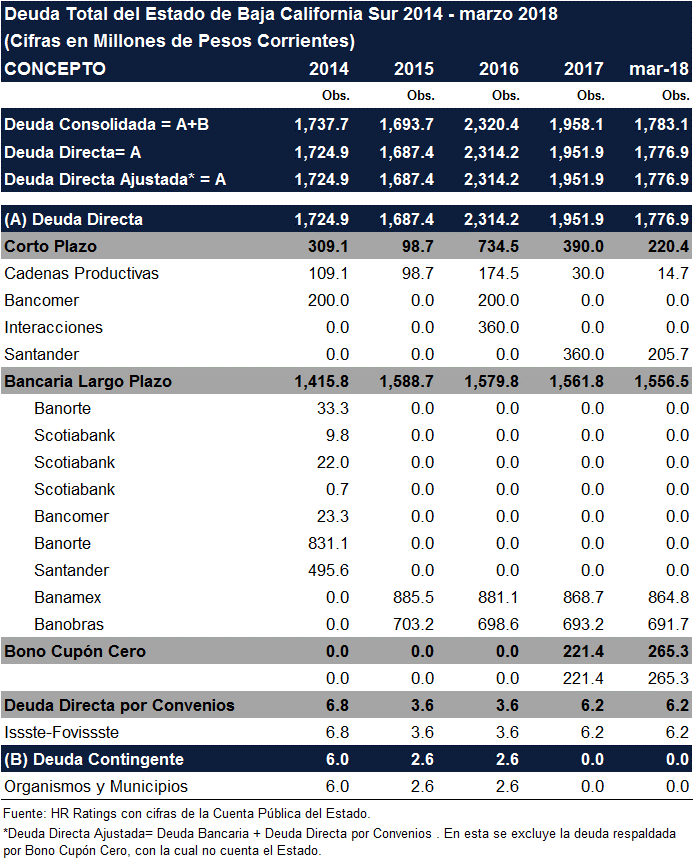 Deuda Total del Estado de Baja California Sur 2014 - marzo 2018
(Cifras en Millones de Pesos Corrientes)
CONCEPTO 2014 2015 2016 2017 mar-18
Obs. Obs. Obs. Obs. Obs.
Deuda Consolidada = A+B 1,737.7 1,693.7 2,320.4 1,958.1 1,783.1
Deuda Directa= A 1,724.9 1,687.4 2,314.2 1,951.9 1,776.9
Deuda Directa Ajustada* = A 1,724.9 1,687.4 2,314.2 1,951.9 1,776.9
(A) Deuda Directa 1,724.9 1,687.4 2,314.2 1,951.9 1,776.9
Corto Plazo 309.1 98.7 734.5 390.0 220.4
Cadenas Productivas 109.1 98.7 174.5 30.0 14.7
Bancomer 200.0 0.0 200.0 0.0 0.0
Interacciones 0.0 0.0 360.0 0.0 0.0
Santander 0.0 0.0 0.0 360.0 205.7
Bancaria Largo Plazo 1,415.8 1,588.7 1,579.8 1,561.8 1,556.5
Banorte 33.3 0.0 0.0 0.0 0.0
Scotiabank 9.8 0.0 0.0 0.0 0.0
Scotiabank 22.0 0.0 0.0 0.0 0.0
Scotiabank 0.7 0.0 0.0 0.0 0.0
Bancomer 23.3 0.0 0.0 0.0 0.0
Banorte 831.1 0.0 0.0 0.0 0.0
Santander 495.6 0.0 0.0 0.0 0.0
Banamex 0.0 885.5 881.1 868.7 864.8
Banobras 0.0 703.2 698.6 693.2 691.7
Bono Cupón Cero 0.0 0.0 0.0 221.4 265.3
0.0 0.0 0.0 221.4 265.3
Deuda Directa por Convenios 6.8 3.6 3.6 6.2 6.2
Issste-Fovissste 6.8 3.6 3.6 6.2 6.2
(B) Deuda Contingente 6.0 2.6 2.6 0.0 0.0
Organismos y Municipios 6.0 2.6 2.6 0.0 0.0
Fuente: HR Ratings con cifras de la Cuenta Pública del Estado.
*Deuda Directa Ajustada= Deuda Bancaria + Deuda Directa por Convenios . En esta se excluye la deuda respaldada
por Bono Cupón Cero, con la cual no cuenta el Estado.